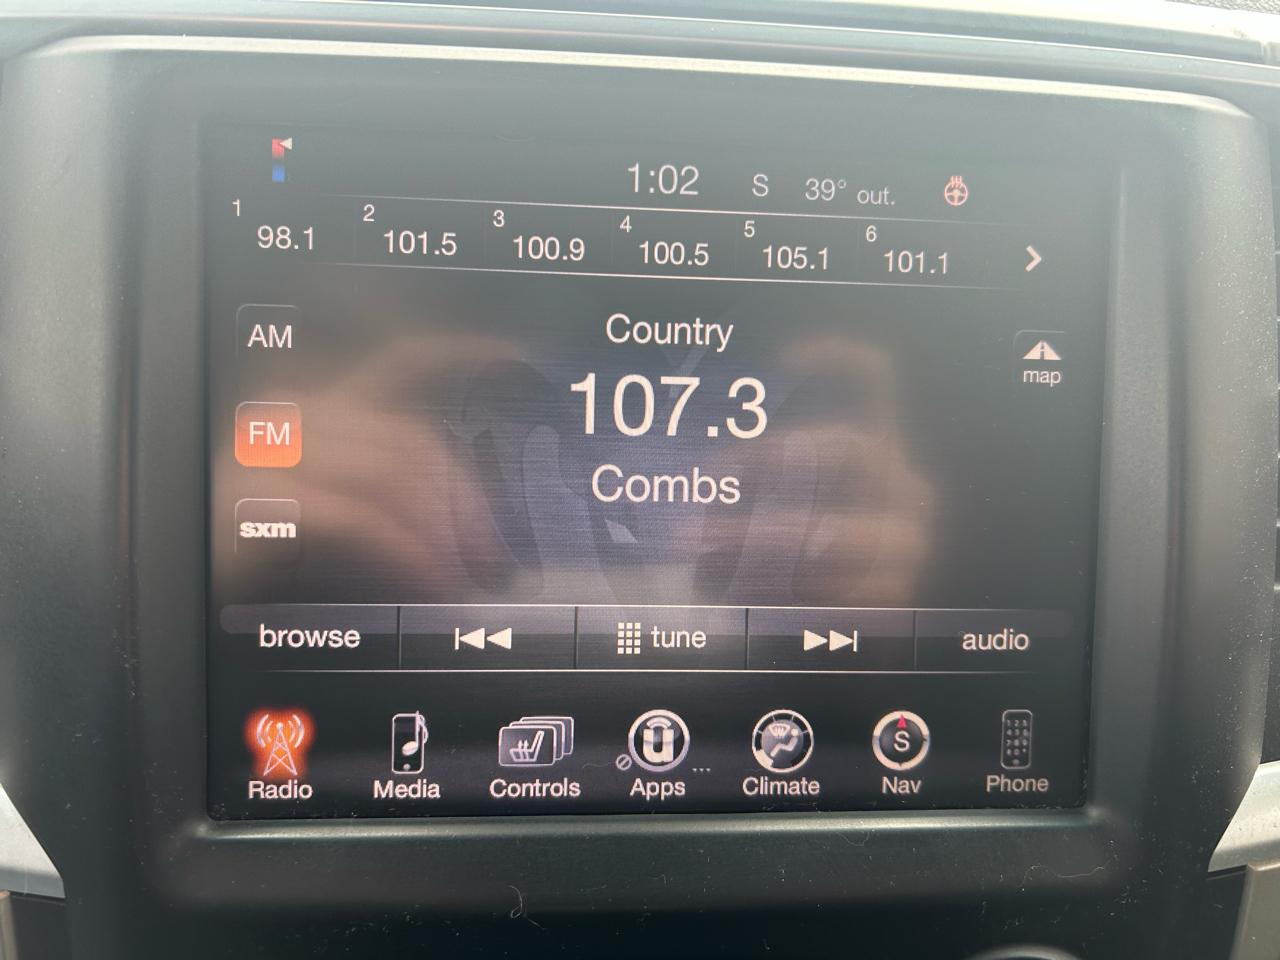 1:02 S 39° out.
1 98.1 2 101.5 3 100.9 4 100.5 5 105.1 6 101.1
AM
Country
map
107.3
FM
Combs
sxm
browse tune audio
S
Radio Media Controls Apps ... Climate Nav Phone